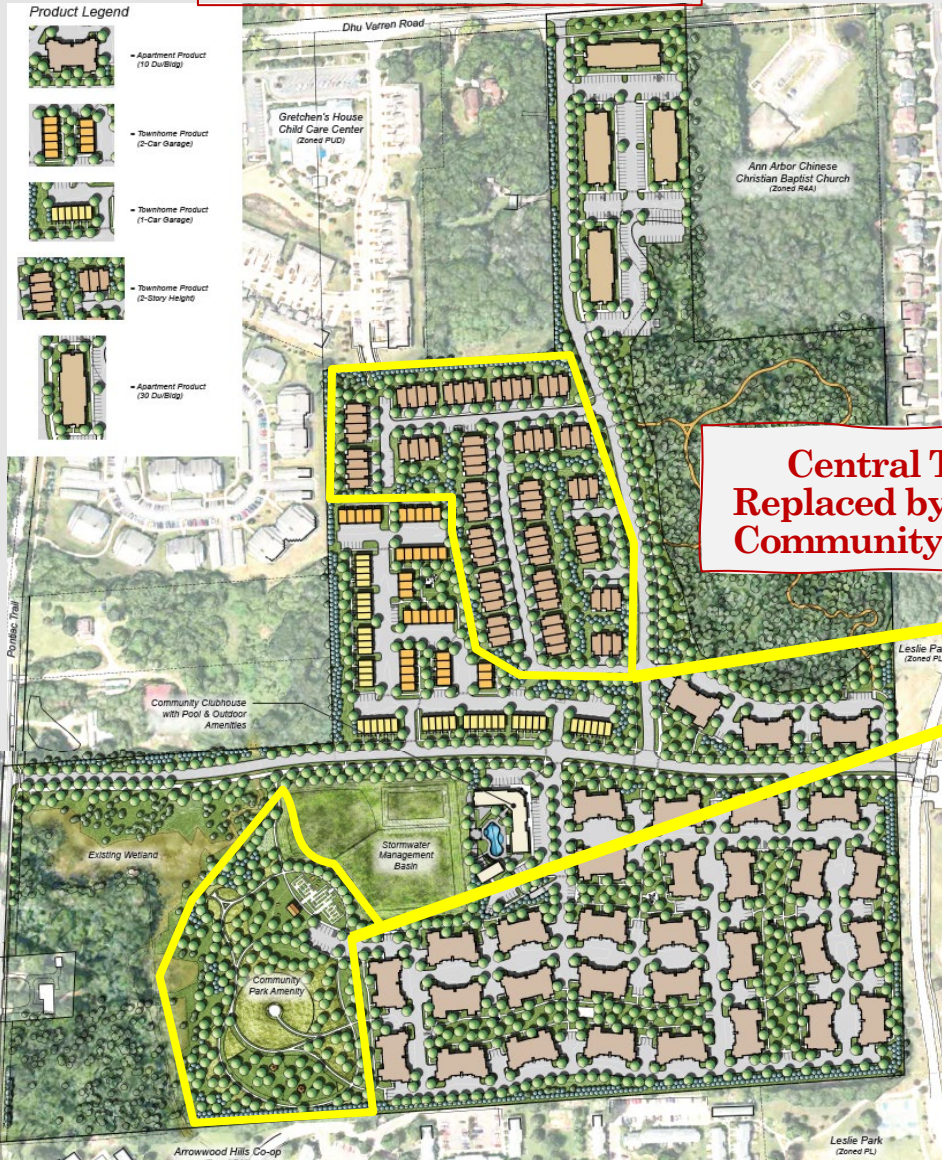 Product Legend
= Apartment Product
(10 Du/Bldg)
= Townhome Product
(2-Car Garage)
= Townhome Product
(1-Car Garage)
= Townhome Product
(2-Story Height)
= Apartment Product
(30 Du/Bldg)
Dhu Varren Road
Gretchen's House
Child Care Center
(Zoned PUD)
Ann Arbor Chinese
Christian Baptist Church
(Zoned R4A)
Central T
Replaced by
Community
Pontiac Trail
Leslie Pa
(Zoned PL
Community Clubhouse
with Pool & Outdoor
Amenities
Existing Wetland
Stormwater
Management
Basin
Community
Park Amenity
Arrowwood Hills Co-op
Leslie Park
(Zoned PL)